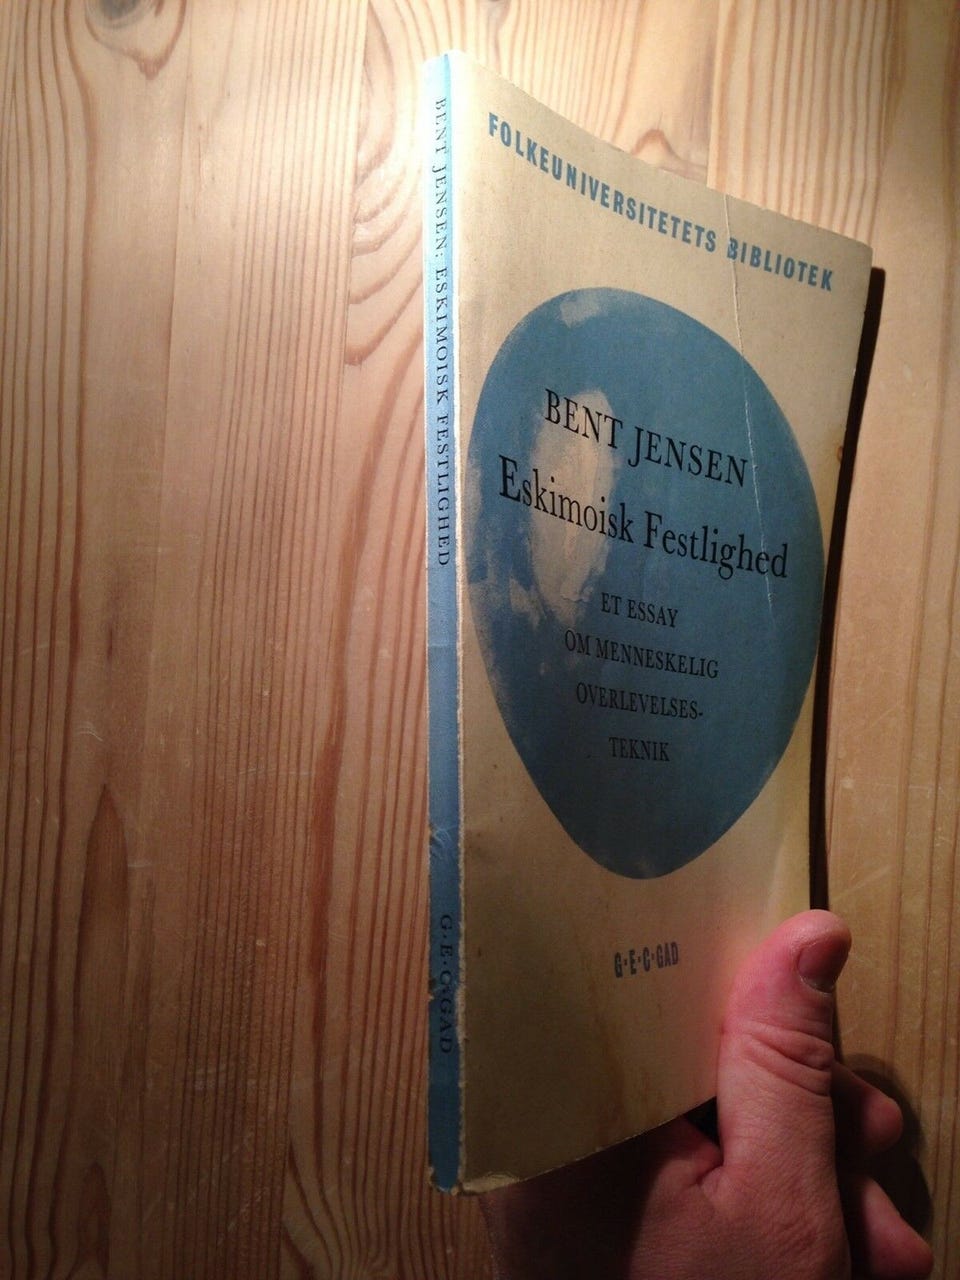 FOLKEUNIVERSITETETS BIBLIOTEK
BENT JENSEN
Eskimoisk Festlighed
ET ESSAY
OM MENNESKELIG
OVERLEVELSES-
TEKNIK
G·E·C·GAD
BENT JENSEN: ESKIMOISK FESTLIGHED
G·E·C·GAD